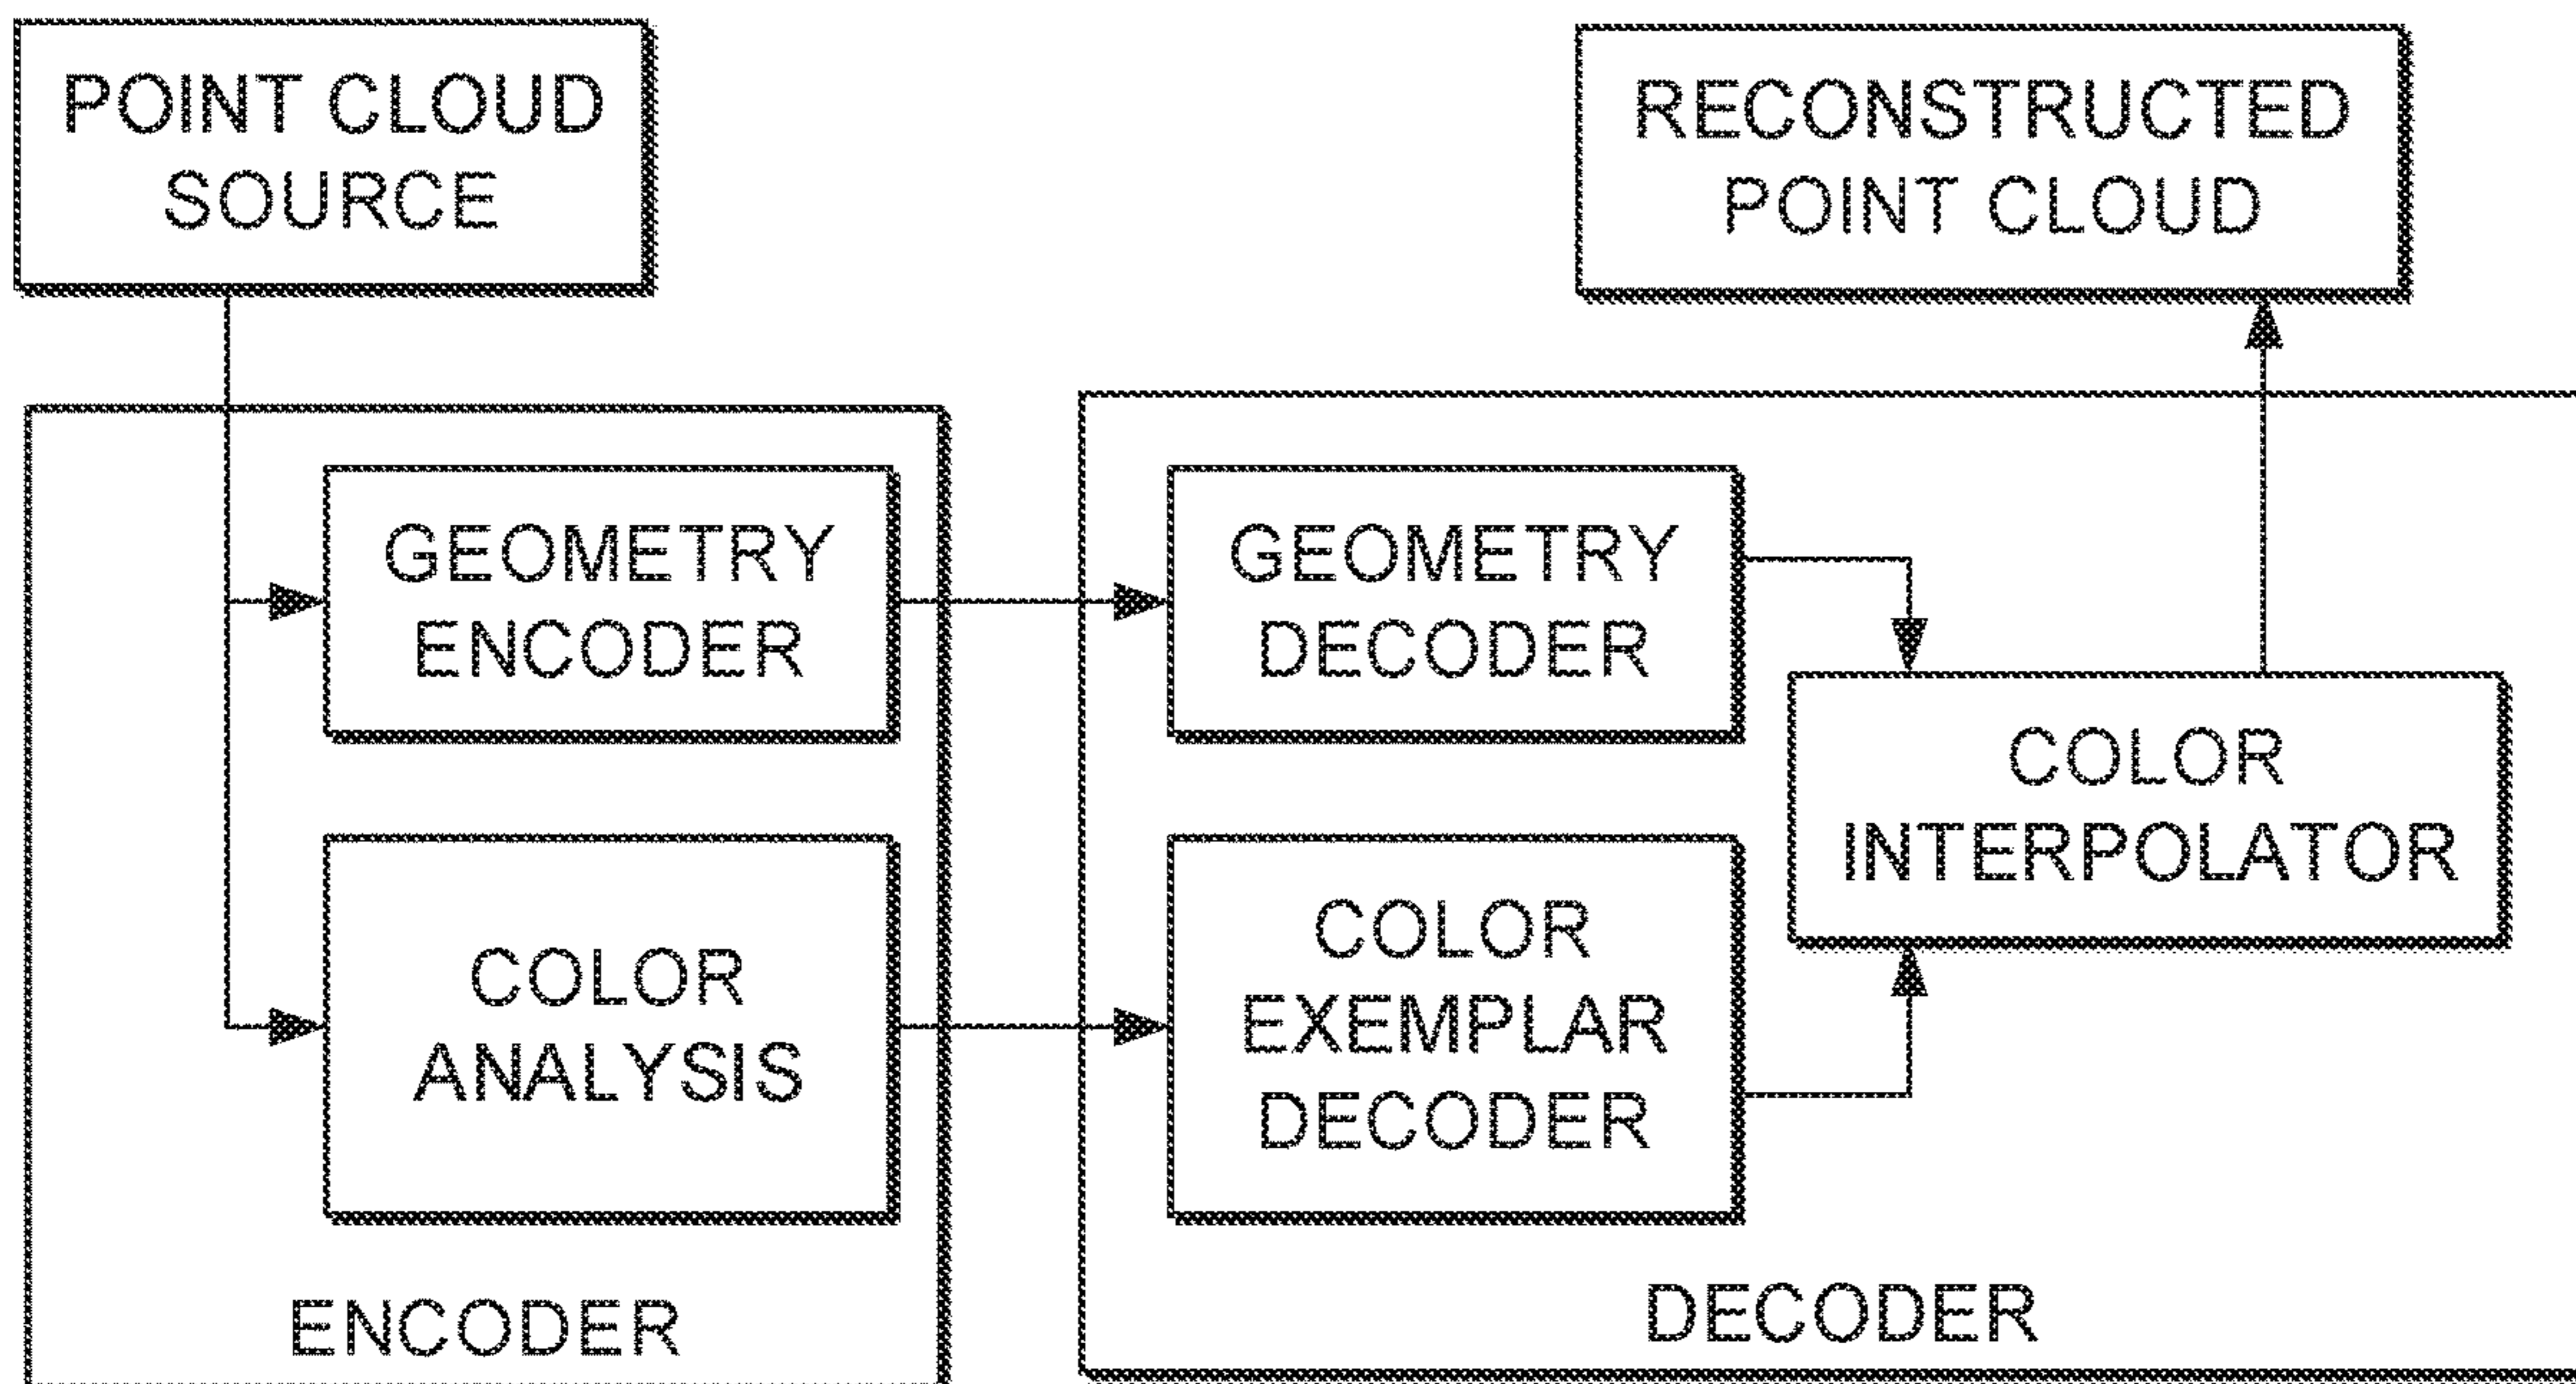 POINT CLOUD
SOURCE
RECONSTRUCTED
POINT CLOUD
GEOMETRY
ENCODER
GEOMETRY
DECODER
COLOR
INTERPOLATOR
COLOR
ANALYSIS
COLOR
EXEMPLAR
DECODER
ENCODER
DECODER